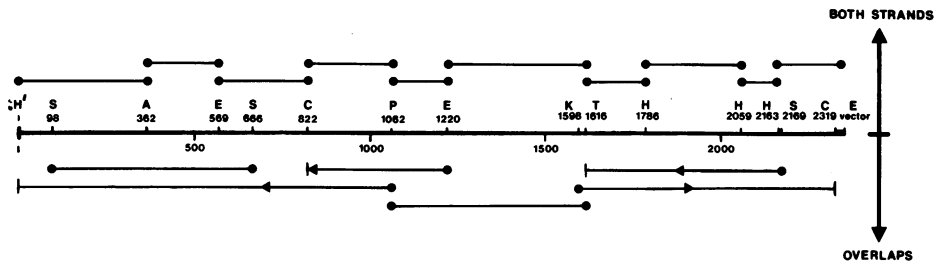 BOTH STRANDS
H' S A E S C P E K T H H H S C E
98 362 569 666 822 1062 1220 1598 1616 1786 2059 2163 2169 2319 vector
500 1000 1500 2000
OVERLAPS